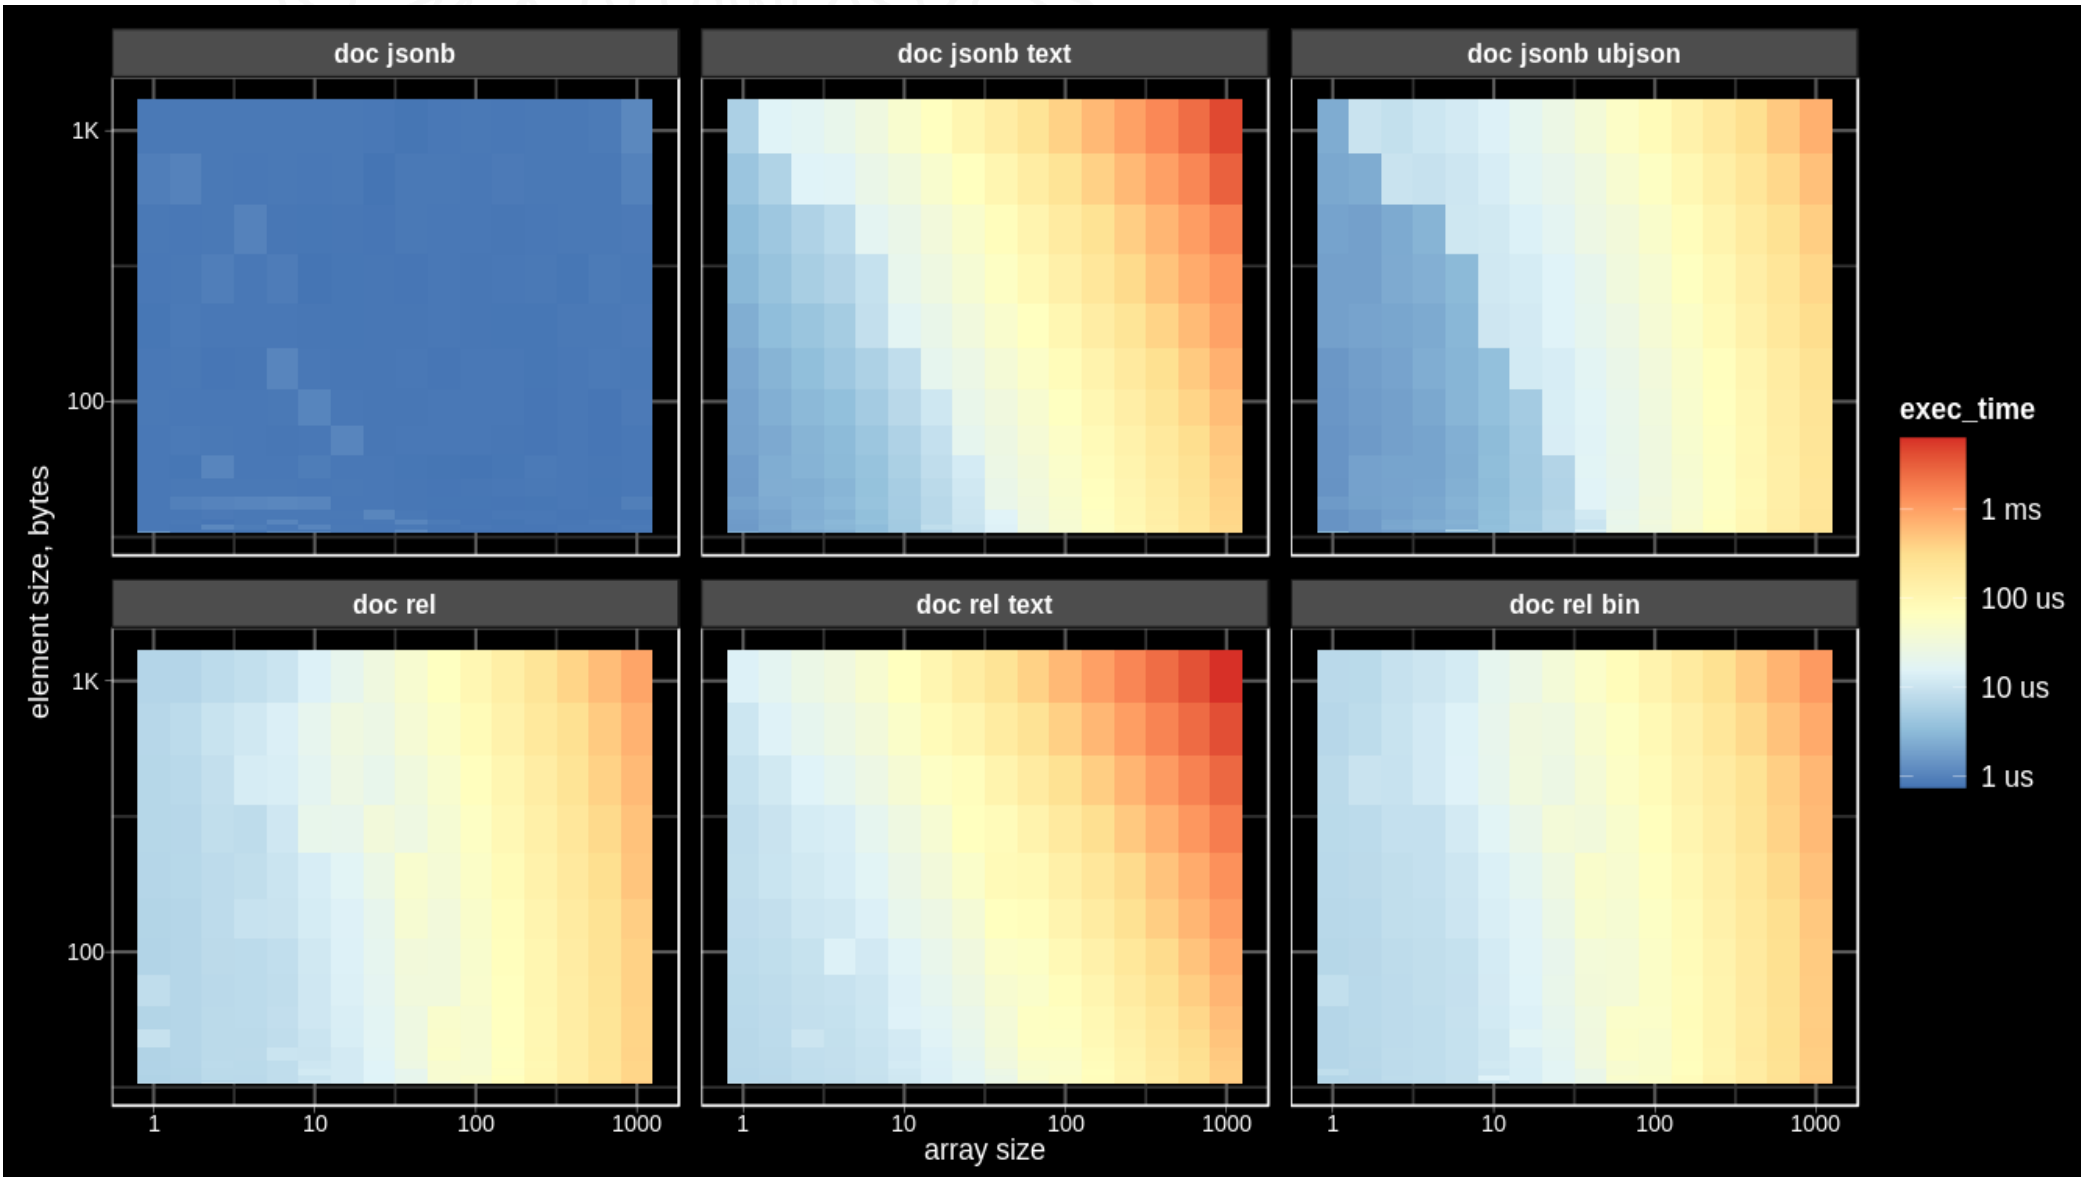 doc jsonb
doc jsonb text
doc jsonb ubjson
1K
100
doc rel
doc rel text
doc rel bin
1K
100
1 10 100 1000
1 10 100 1000
1 10 100 1000
array size
element size, bytes
exec_time
1 ms
100 us
10 us
1 us